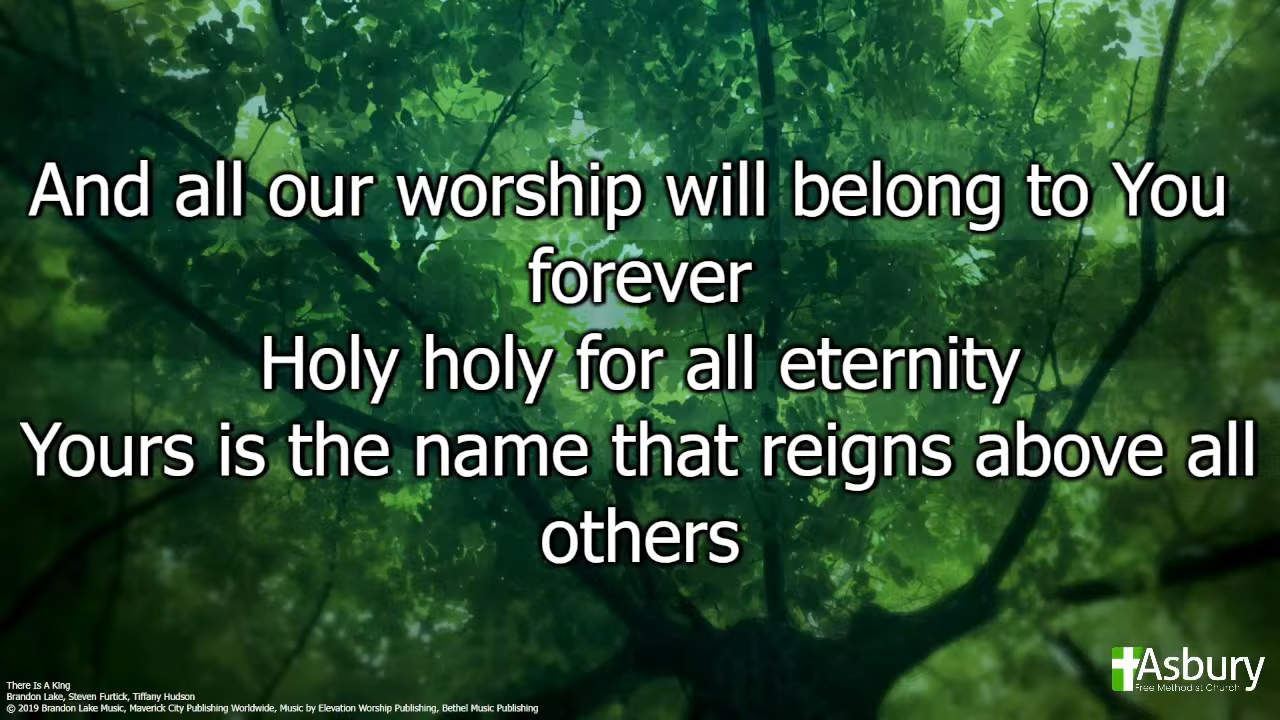 And all our worship will belong to You
forever
Holy holy for all eternity
Yours is the name that reigns above all
others
There Is A King
Brandon Lake, Steven Furtick, Tiffany Hudson
© 2019 Brandon Lake Music, Maverick City Publishing Worldwide, Music by Elevation Worship Publishing, Bethel Music Publishing
Asbury
Free Methodist Church